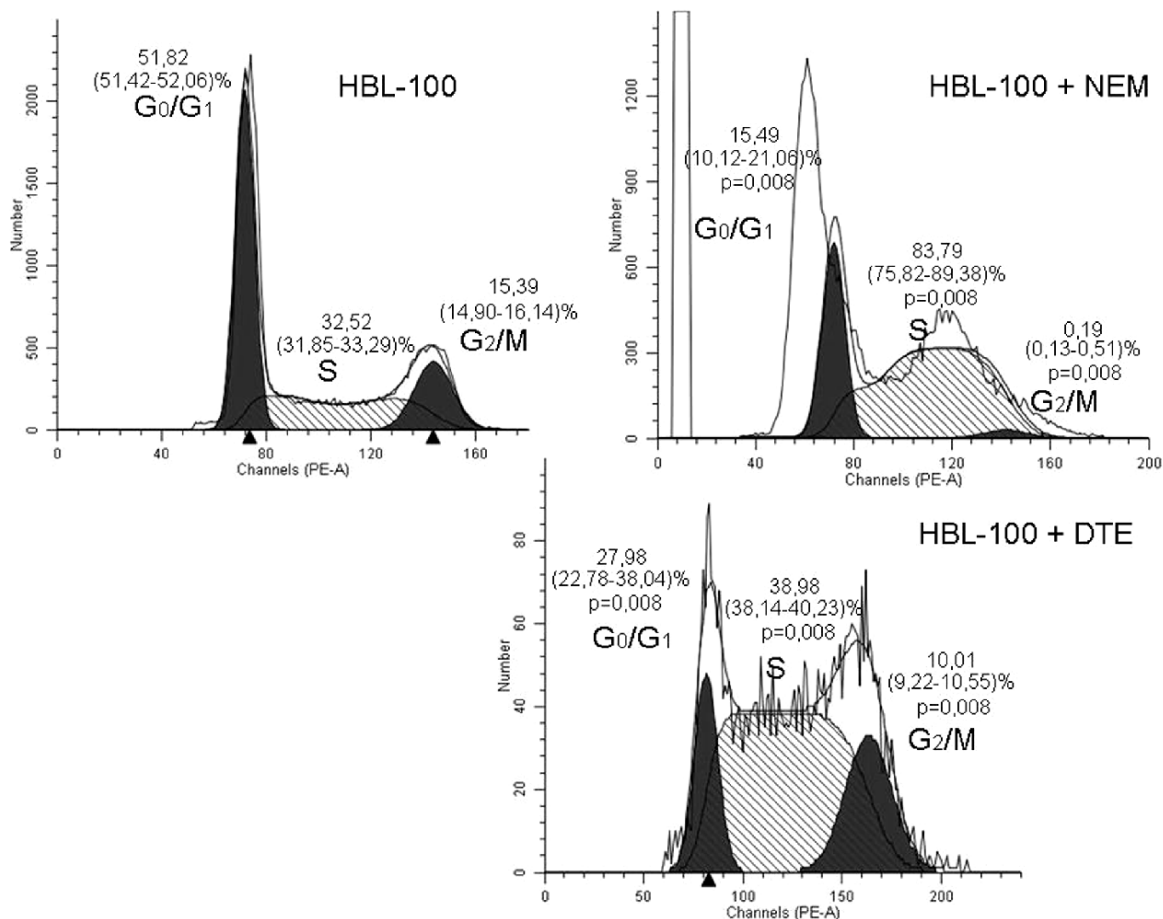 HBL-100
51,82
(51,42-52,06)%
G0/G1
32,52
(31,85-33,29)%
S
15,39
(14,90-16,14)%
G2/M
Number
0
500
1000
1500
2000
0
40
80
120
160
Channels (PE-A)
HBL-100 + NEM
15,49
(10,12-21,06)%
p=0,008
G0/G1
83,79
(75,82-89,38)%
p=0,008
S
0,19
(0,13-0,51)%
p=0,008
G2/M
Number
0
300
600
900
1200
0
40
80
120
160
200
Channels (PE-A)
HBL-100 + DTE
27,98
(22,78-38,04)%
p=0,008
G0/G1
38,98
(38,14-40,23)%
p=0,008
S
10,01
(9,22-10,55)%
p=0,008
G2/M
Number
0
20
40
60
80
0
50
100
150
200
Channels (PE-A)